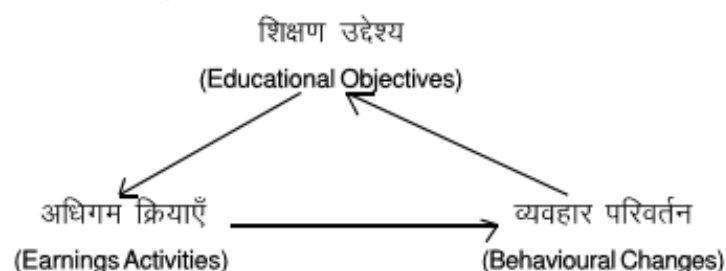 शिक्षण उद्देश्य
(Educational Objectives)
अधिगम क्रियाएँ
(Earnings Activities)
व्यवहार परिवर्तन
(Behavioural Changes)